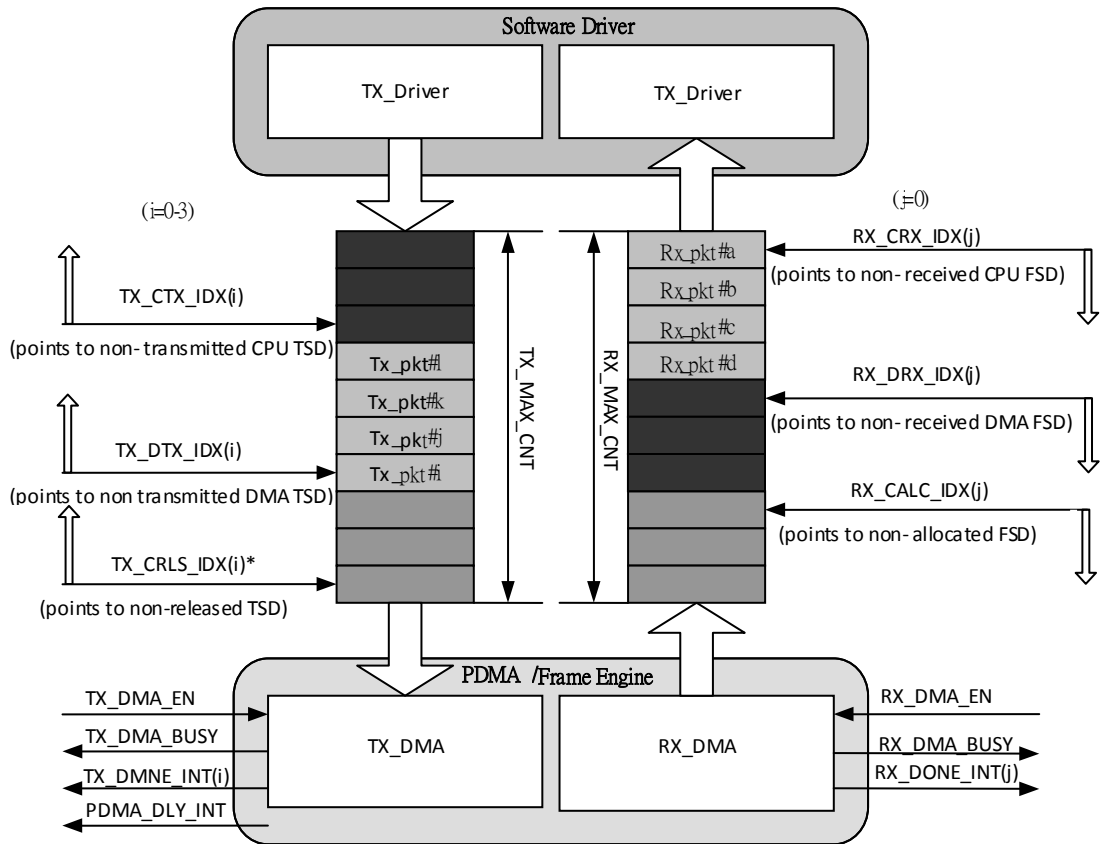 Software Driver
TX_Driver
TX_Driver
(i=0-3)
(j=0)
TX_CTX_IDX(i)
(points to non-transmitted CPU TSD)
TX_DTX_IDX(i)
(points to non transmitted DMA TSD)
TX_CRLS_IDX(i)*
(points to non-released TSD)
Tx_pkt#l
Tx_pkt#k
Tx_pkt#j
Tx_pkt#i
TX_MAX_CNT
RX_MAX_CNT
Rx_pkt#a
Rx_pkt#b
Rx_pkt#c
Rx_pkt#d
RX_CRX_IDX(j)
(points to non- received CPU FSD)
RX_DRX_IDX(j)
(points to non- received DMA FSD)
RX_CALC_IDX(j)
(points to non- allocated FSD)
PDMA /Frame Engine
TX_DMA_EN
TX_DMA_BUSY
TX_DMNE_INT(i)
PDMA_DLY_INT
TX_DMA
RX_DMA
RX_DMA_EN
RX_DMA_BUSY
RX_DONE_INT(j)